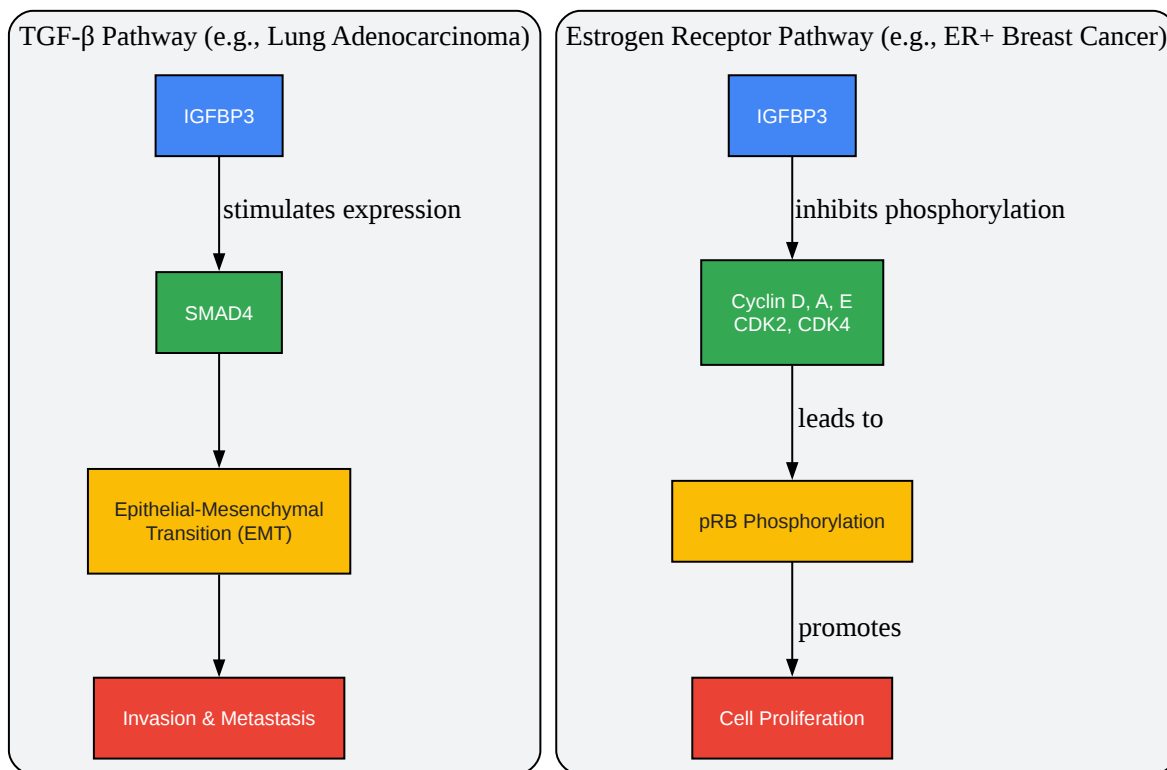 TGF-β Pathway (e.g., Lung Adenocarcinoma)
IGFBP3
stimulates expression
SMAD4
Epithelial-Mesenchymal
Transition (EMT)
Invasion & Metastasis
Estrogen Receptor Pathway (e.g., ER+ Breast Cancer)
IGFBP3
inhibits phosphorylation
Cyclin D, A, E
CDK2, CDK4
leads to
pRB Phosphorylation
promotes
Cell Proliferation